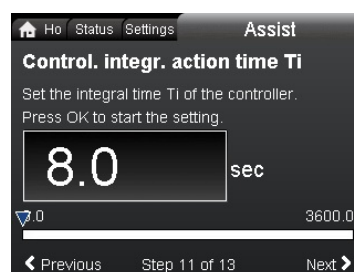 Ho Status Settings Assist
Control. integr. action time Ti
Set the integral time Ti of the controller.
Press OK to start the setting.
8.0 sec
3600.0
Previous Step 11 of 13 Next